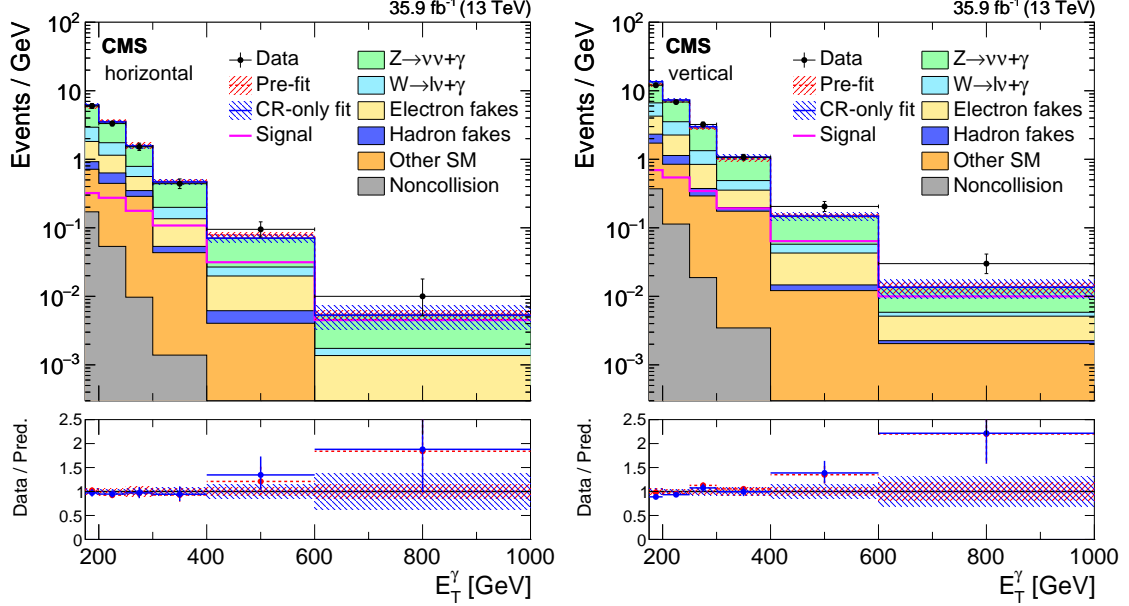 35.9 fb⁻¹ (13 TeV)
Events / GeV
10²
10
1
10⁻¹
10⁻²
10⁻³
CMS
horizontal
Data
Pre-fit
CR-only fit
Signal
Z→νν+γ
W→lν+γ
Electron fakes
Hadron fakes
Other SM
Noncollision
Data / Pred.
2.5
2
1.5
1
0.5
0
200 400 600 800 1000
E_T^γ [GeV]
35.9 fb⁻¹ (13 TeV)
Events / GeV
10²
10
1
10⁻¹
10⁻²
10⁻³
CMS
vertical
Data
Pre-fit
CR-only fit
Signal
Z→νν+γ
W→lν+γ
Electron fakes
Hadron fakes
Other SM
Noncollision
Data / Pred.
2.5
2
1.5
1
0.5
0
200 400 600 800 1000
E_T^γ [GeV]